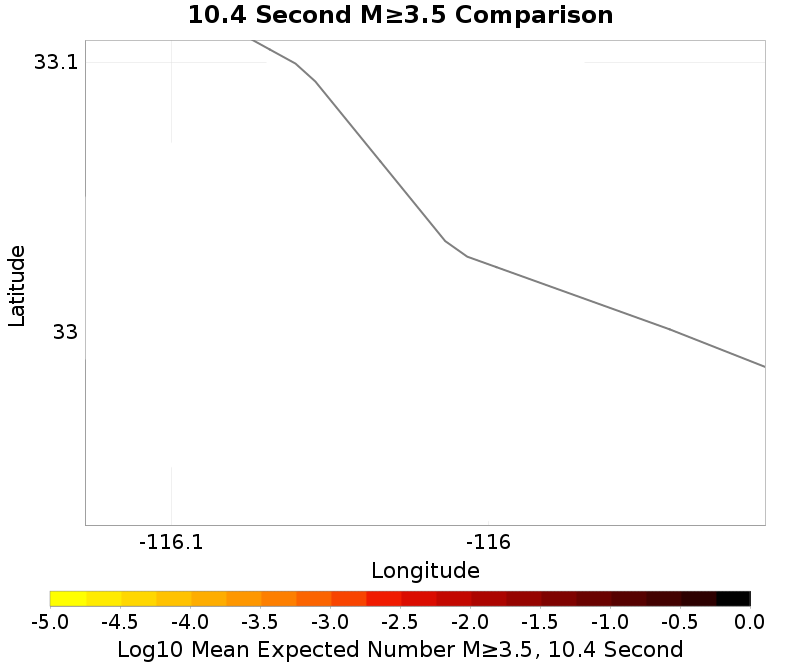 10.4 Second M≥3.5 Comparison
33.1
33
Latitude
-116.1 -116
Longitude
-5.0 -4.5 -4.0 -3.5 -3.0 -2.5 -2.0 -1.5 -1.0 -0.5 0.0
Log10 Mean Expected Number M≥3.5, 10.4 Second